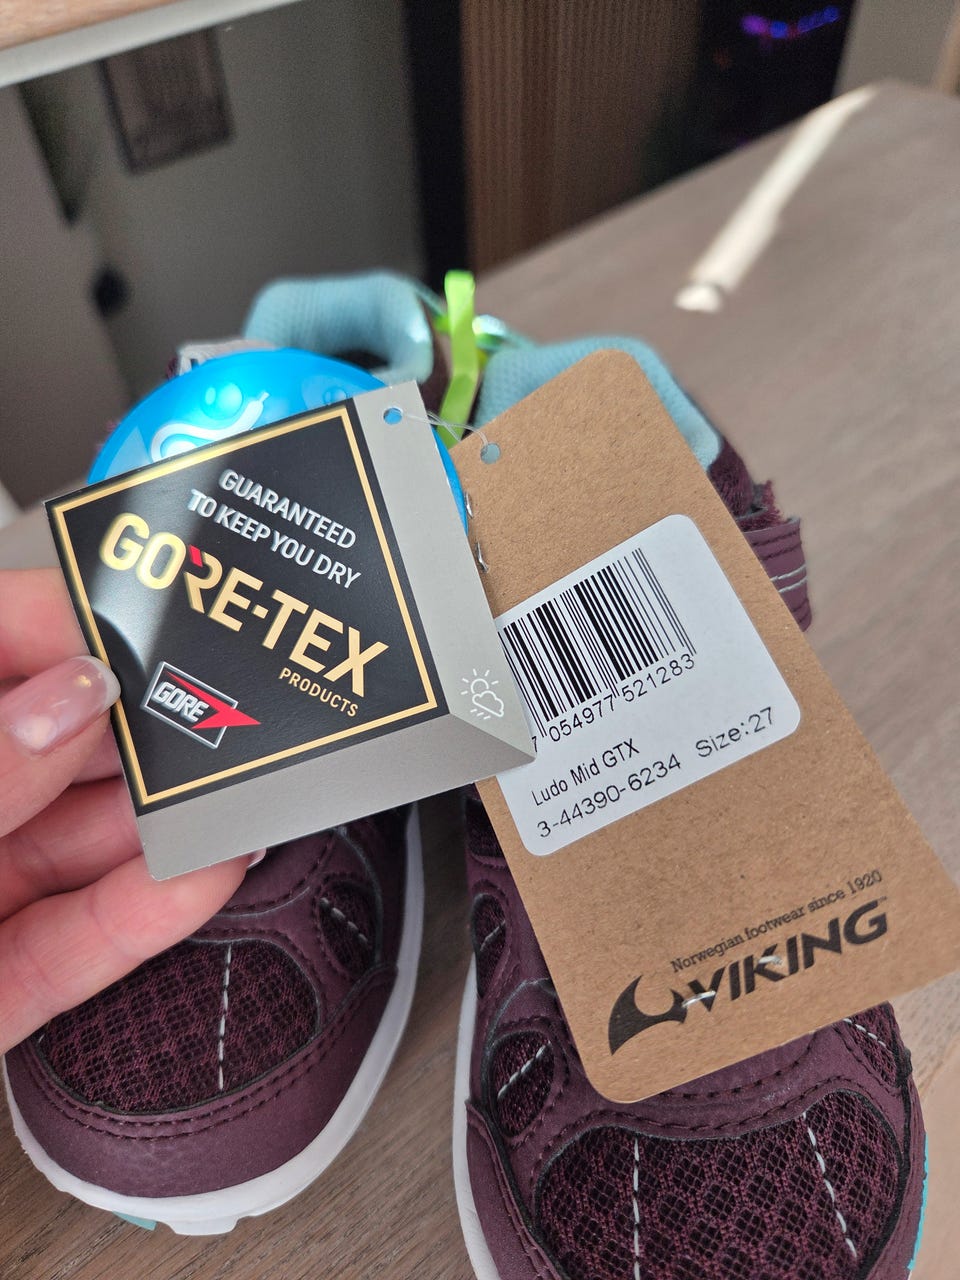 GUARANTEED
TO KEEP YOU DRY
GORE-TEX
PRODUCTS
GORE
7 054977 521283
Ludo Mid GTX
3-44390-6234 Size:27
Norwegian footwear since 1920
VIKING™